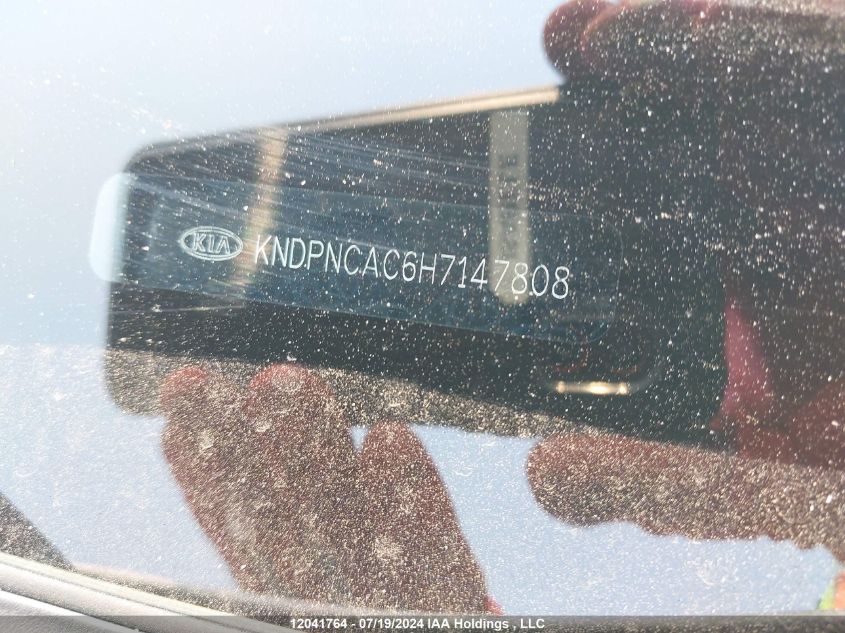 KIA KNDPNCAC6H7147808
12041764 - 07/19/2024 IAA Holdings , LLC